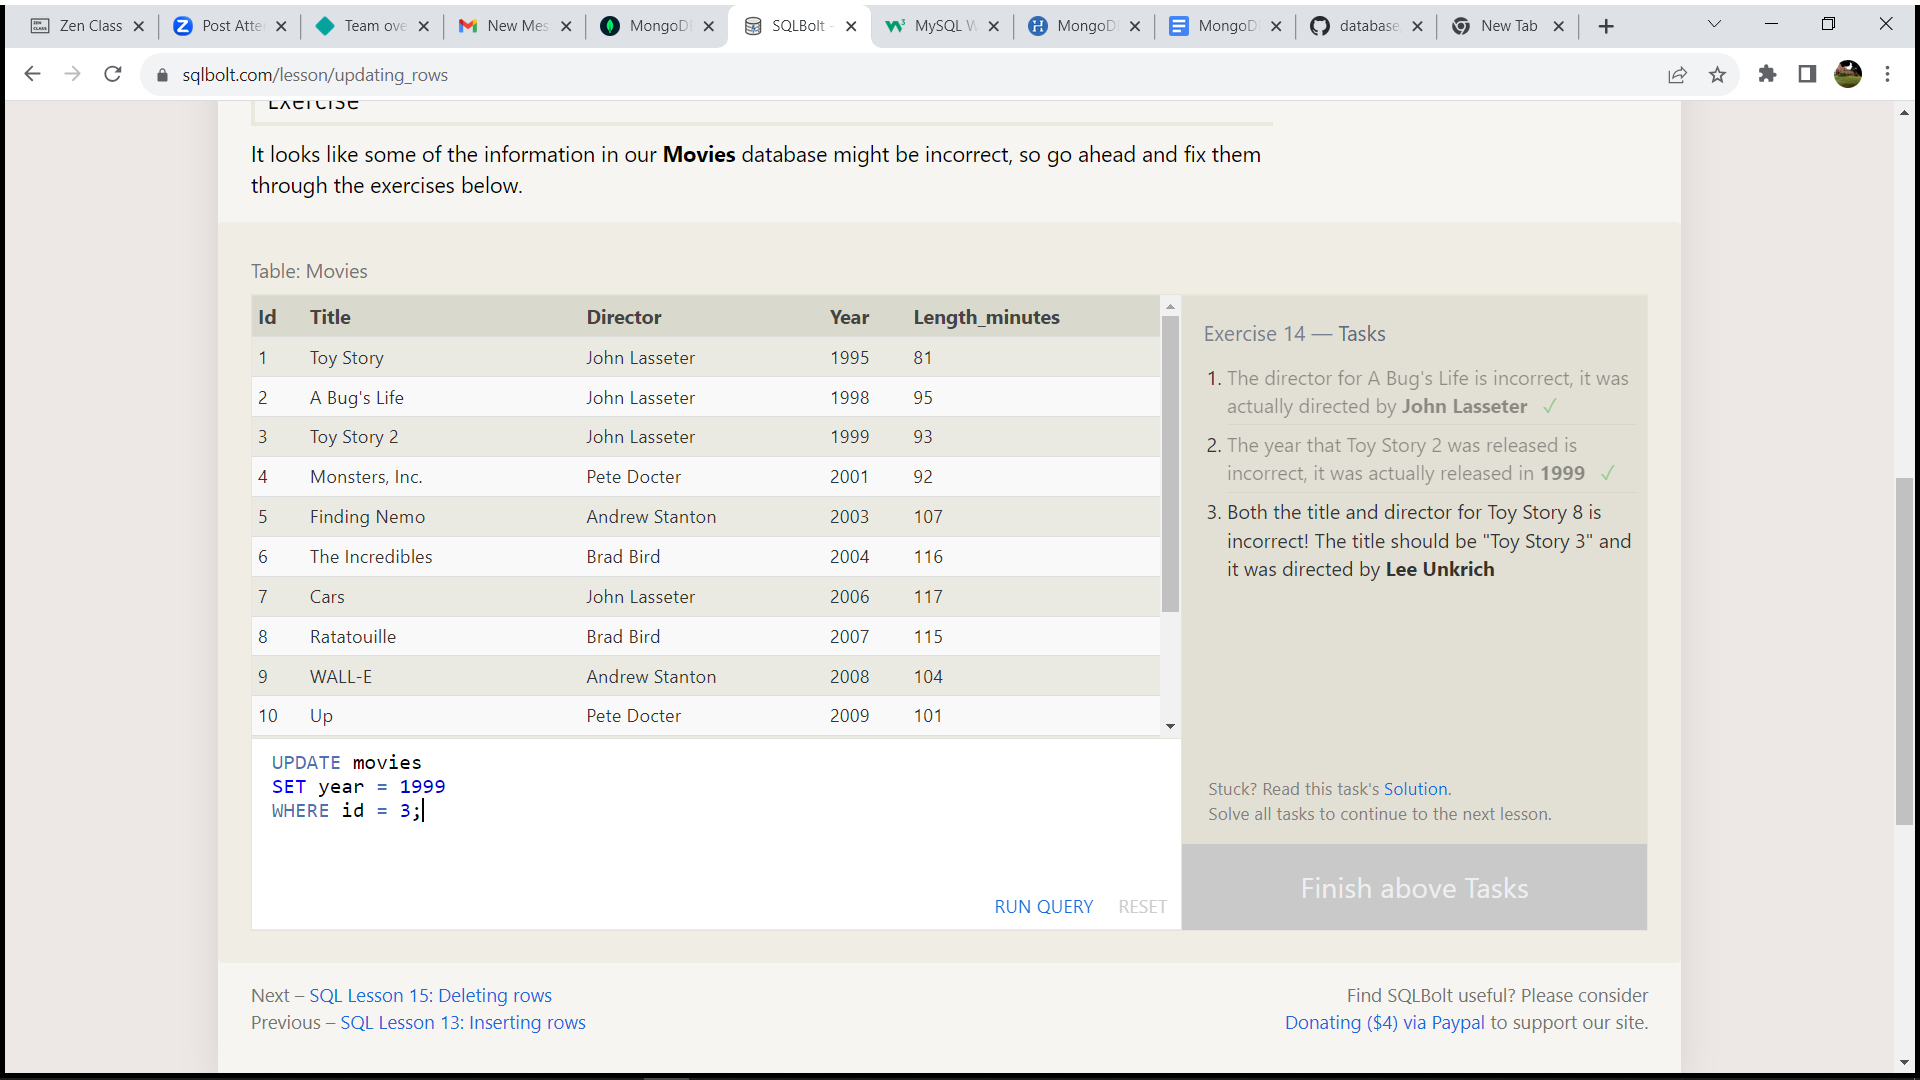 Zen Class
Post Atte
Team ove
New Mes
MongoD
SQLBolt -
MySQL W
MongoD
MongoD
database
New Tab
sqlbolt.com/lesson/updating_rows
Exercise
It looks like some of the information in our Movies database might be incorrect, so go ahead and fix them
through the exercises below.
Table: Movies
Id Title Director Year Length_minutes
1 Toy Story John Lasseter 1995 81
2 A Bug's Life John Lasseter 1998 95
3 Toy Story 2 John Lasseter 1999 93
4 Monsters, Inc. Pete Docter 2001 92
5 Finding Nemo Andrew Stanton 2003 107
6 The Incredibles Brad Bird 2004 116
7 Cars John Lasseter 2006 117
8 Ratatouille Brad Bird 2007 115
9 WALL-E Andrew Stanton 2008 104
10 Up Pete Docter 2009 101
UPDATE movies
SET year = 1999
WHERE id = 3;
RUN QUERY RESET
Exercise 14 — Tasks
1. The director for A Bug's Life is incorrect, it was
actually directed by John Lasseter ✓
2. The year that Toy Story 2 was released is
incorrect, it was actually released in 1999 ✓
3. Both the title and director for Toy Story 8 is
incorrect! The title should be "Toy Story 3" and
it was directed by Lee Unkrich
Stuck? Read this task's Solution.
Solve all tasks to continue to the next lesson.
Finish above Tasks
Next – SQL Lesson 15: Deleting rows
Previous – SQL Lesson 13: Inserting rows
Find SQLBolt useful? Please consider
Donating ($4) via Paypal to support our site.